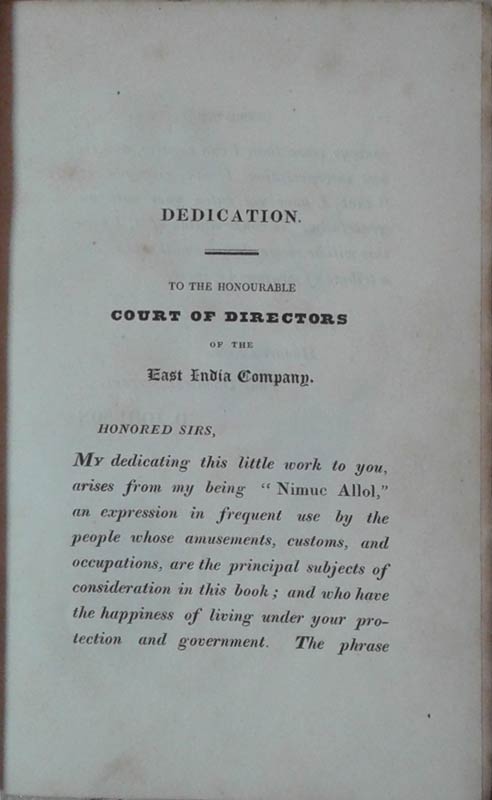 DEDICATION.
TO THE HONOURABLE
COURT OF DIRECTORS
OF THE
East India Company.
HONORED SIRS,
My dedicating this little work to you,
arises from my being "Nimuc Allol,"
an expression in frequent use by the
people whose amusements, customs, and
occupations, are the principal subjects of
consideration in this book; and who have
the happiness of living under your pro-
tection and government. The phrase